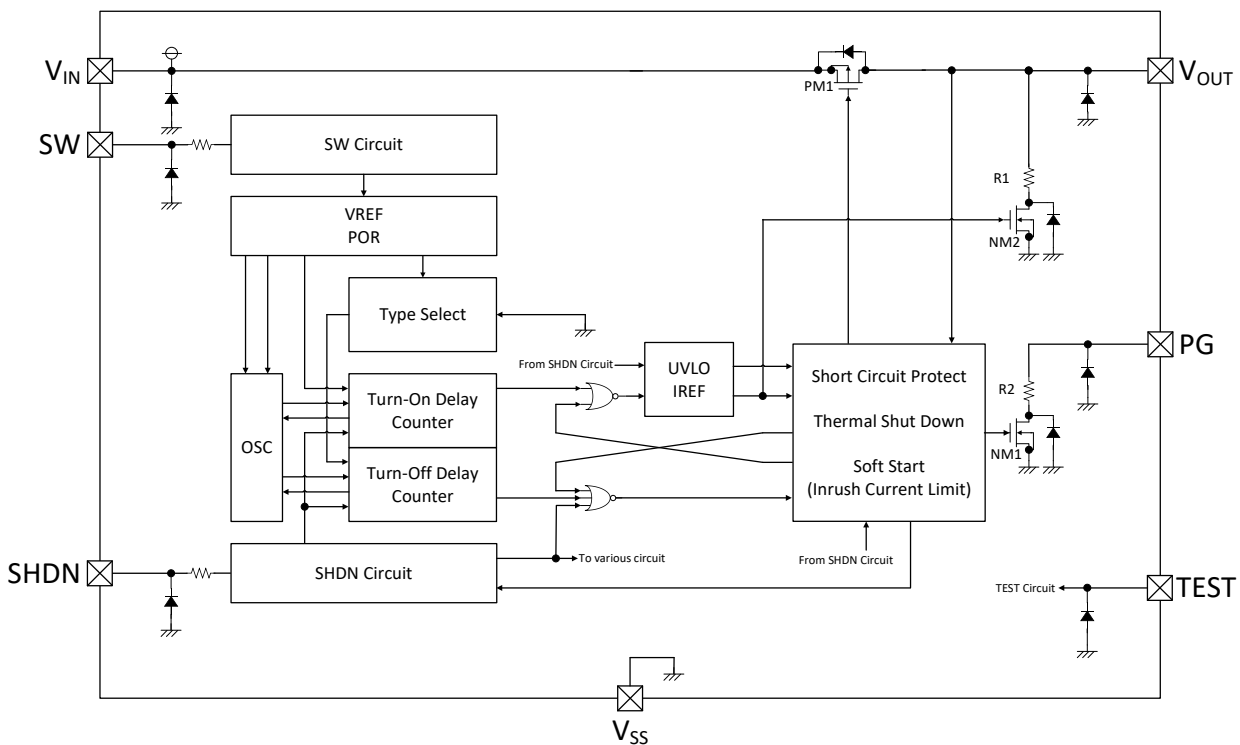 VIN
PM1
VOUT
SW
SW Circuit
R1
VREF
POR
NM2
Type Select
From SHDN Circuit
UVLO
IREF
Short Circuit Protect
Thermal Shut Down
Soft Start
(Inrush Current Limit)
PG
R2
NM1
OSC
Turn-On Delay
Counter
Turn-Off Delay
Counter
SHDN
SHDN Circuit
To various circuit
From SHDN Circuit
TEST Circuit
TEST
VSS